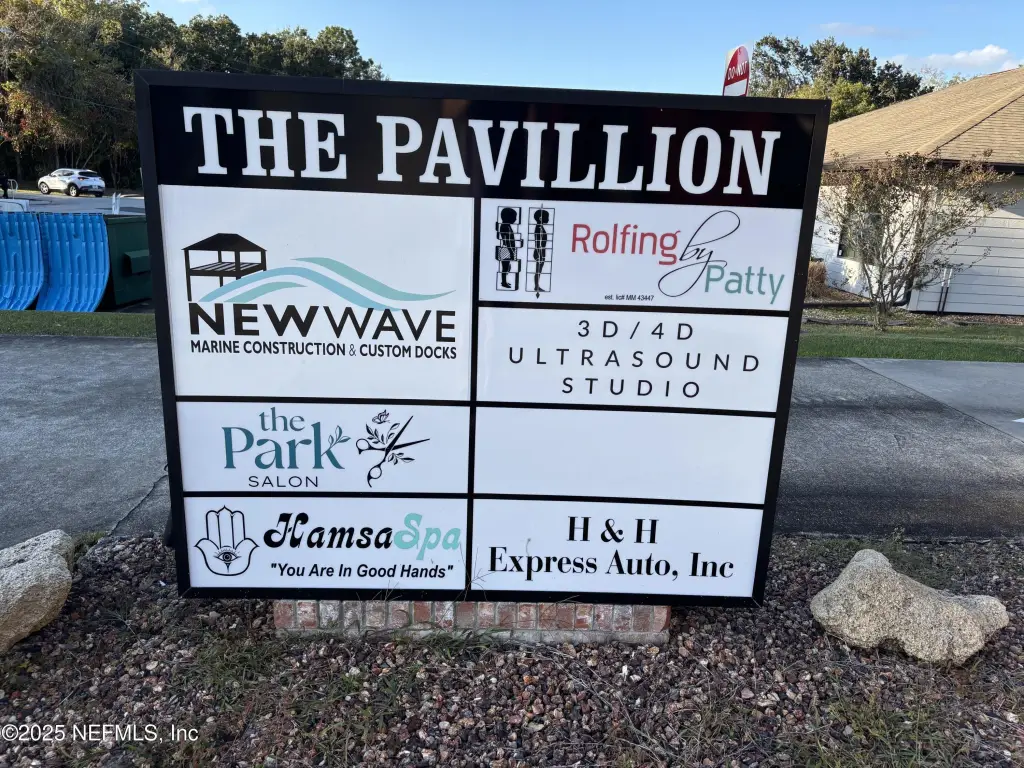 DO NOT
THE PAVILLION
NEWWAVE
MARINE CONSTRUCTION & CUSTOM DOCKS
Rolfing by Patty
est. lic# MM 43447
3D/4D
ULTRASOUND
STUDIO
the
Park
SALON
HamsaSpa
"You Are In Good Hands"
H & H
Express Auto, Inc
©2025 NEFMLS, Inc